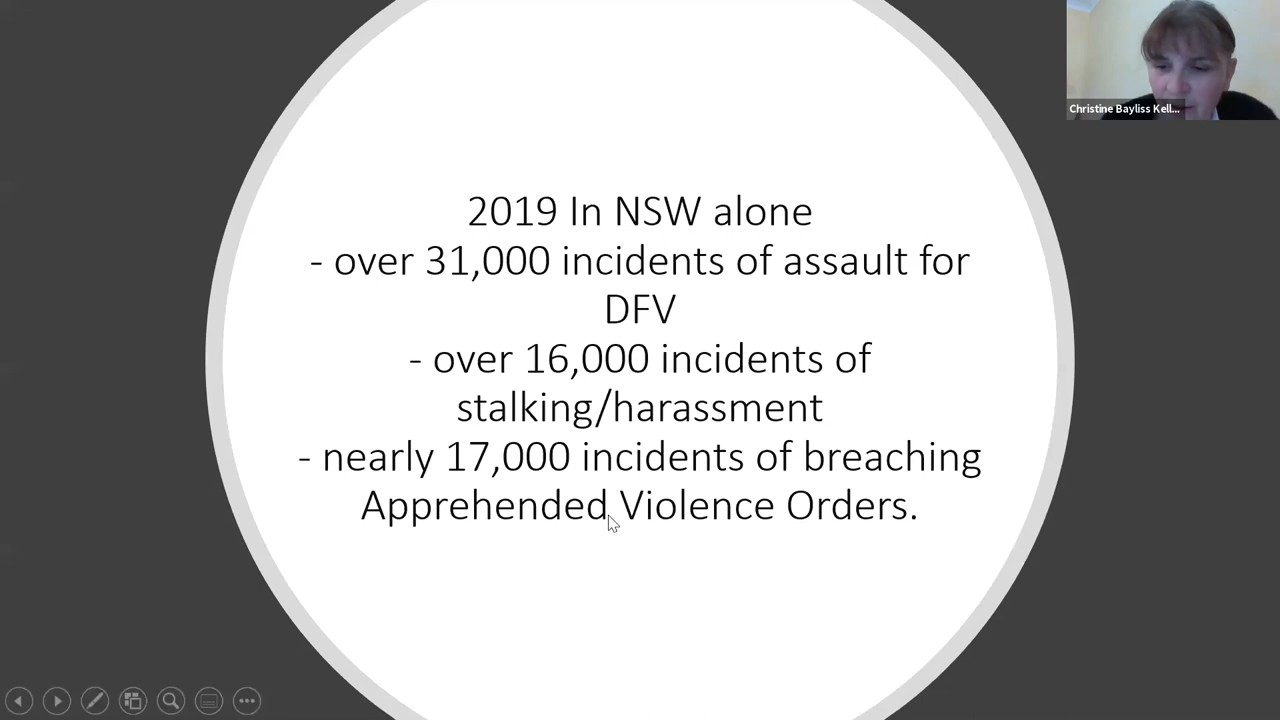 Christine Bayliss Kell...
2019 In NSW alone
- over 31,000 incidents of assault for
DFV
- over 16,000 incidents of
stalking/harassment
- nearly 17,000 incidents of breaching
Apprehended Violence Orders.